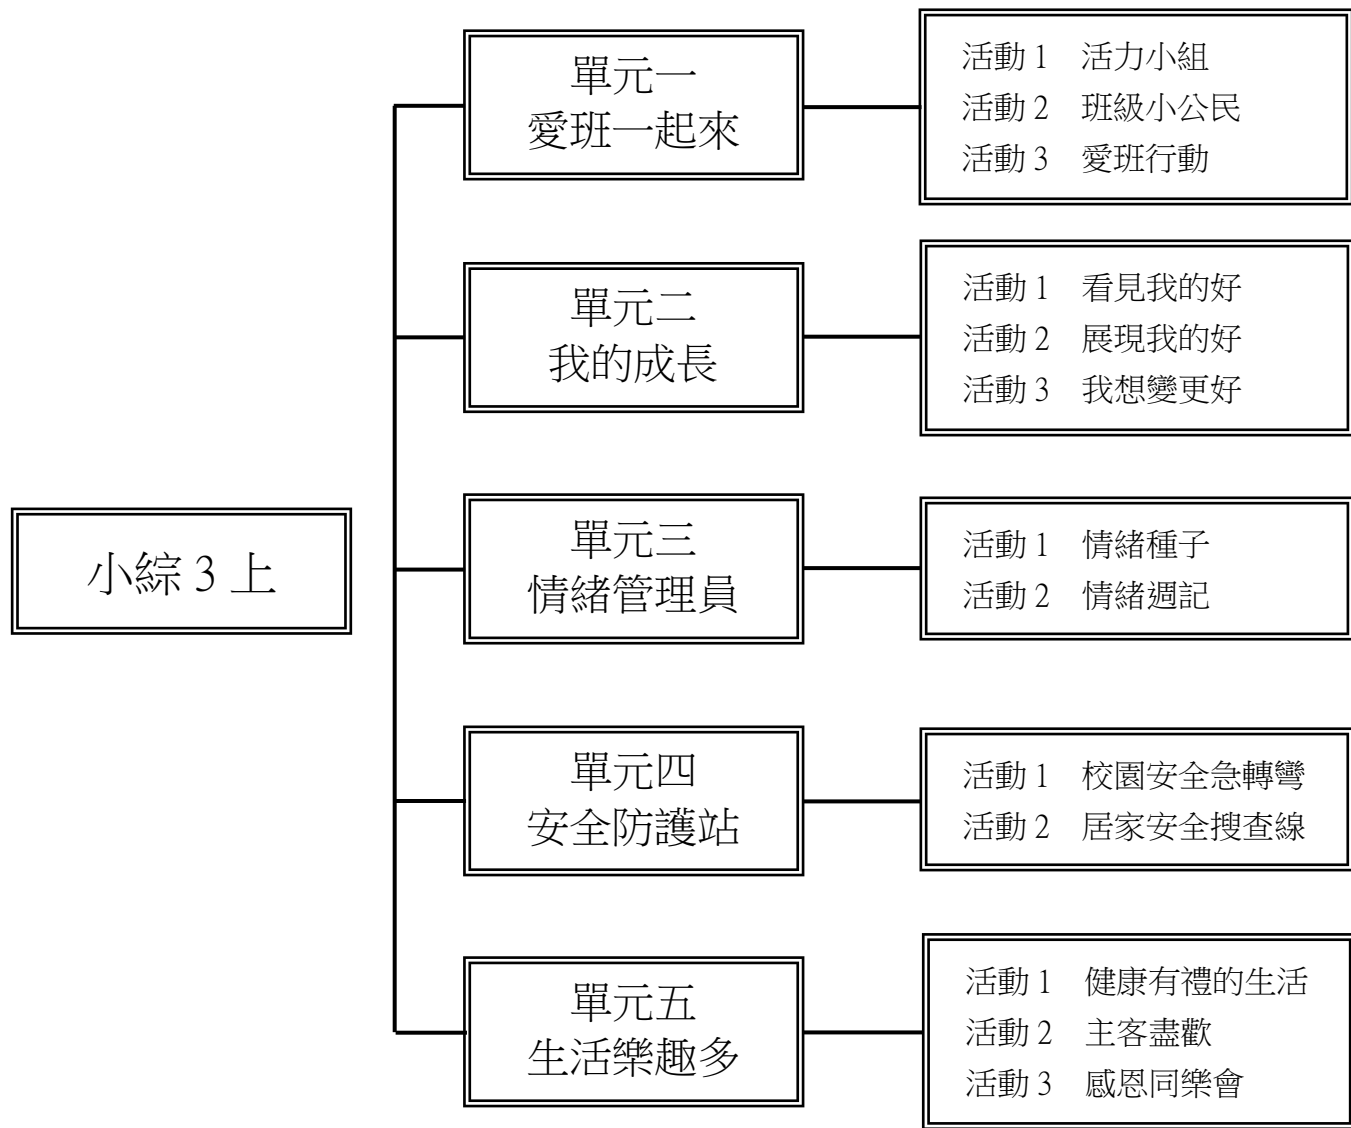 小綜 3 上
單元一
愛班一起來
活動 1 活力小組
活動 2 班級小公民
活動 3 愛班行動
單元二
我的成長
活動 1 看見我的好
活動 2 展現我的好
活動 3 我想變更好
單元三
情緒管理員
活動 1 情緒種子
活動 2 情緒週記
單元四
安全防護站
活動 1 校園安全急轉彎
活動 2 居家安全搜查線
單元五
生活樂趣多
活動 1 健康有禮的生活
活動 2 主客盡歡
活動 3 感恩同樂會